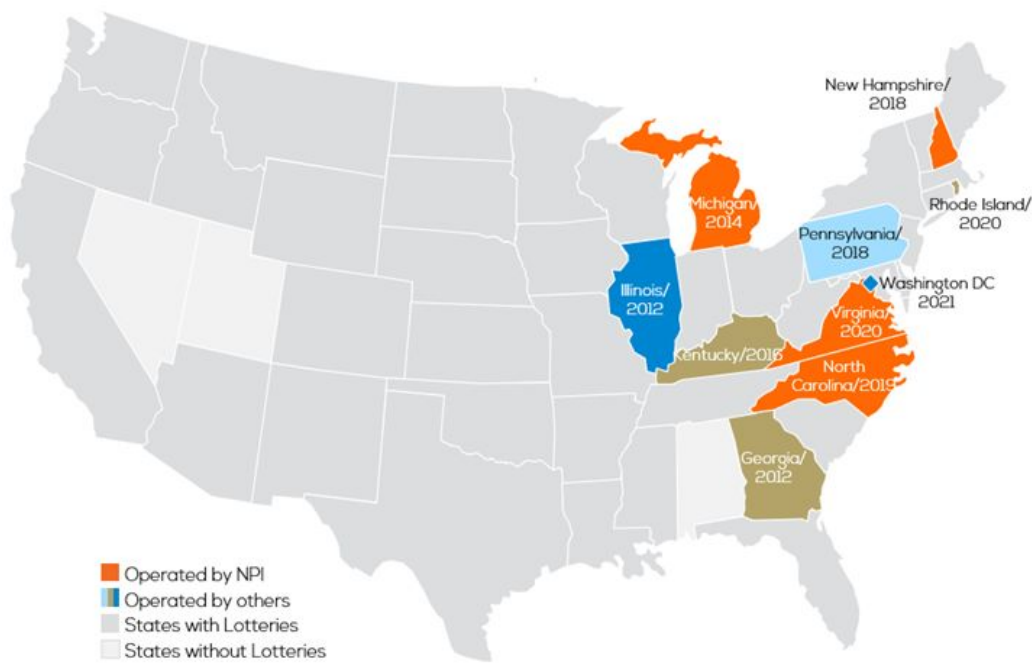 New Hampshire/
2018
Michigan/
2014
Rhode Island/
2020
Pennsylvania/
2018
Washington DC
2021
Illinois/
2012
Virginia/
2020
Kentucky/2016
North
Carolina/2019
Georgia/
2012
Operated by NPI
Operated by others
States with Lotteries
States without Lotteries